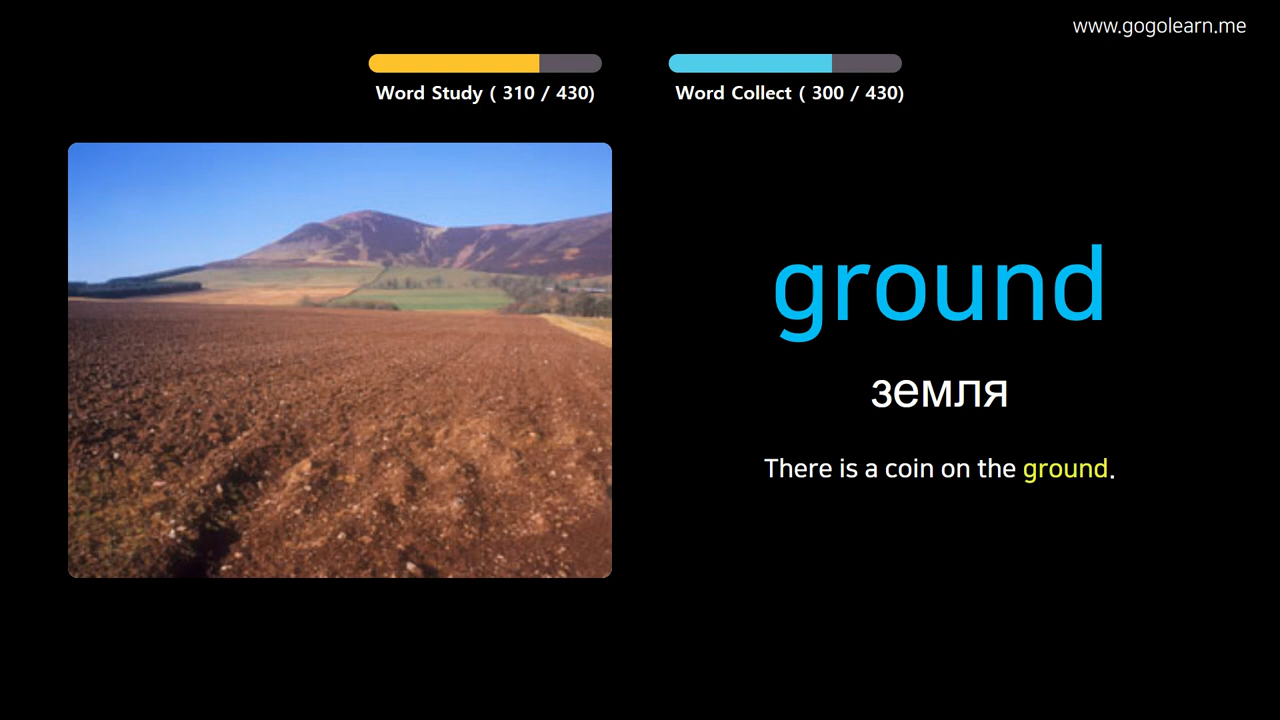 www.gogolearn.me
Word Study ( 310 / 430)
Word Collect ( 300 / 430)
ground
земля
There is a coin on the ground.